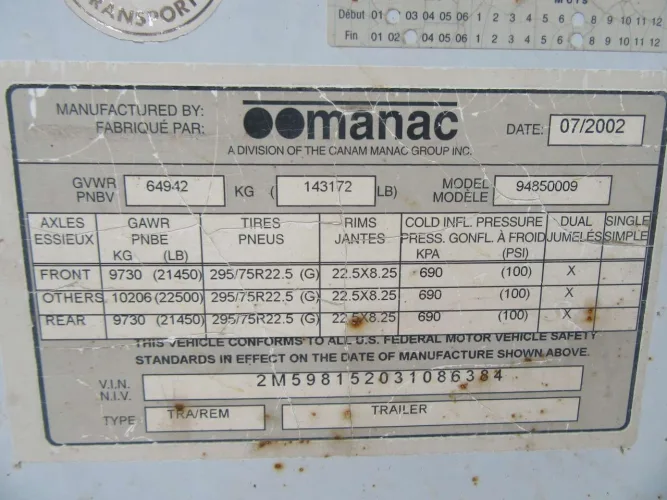 TRANSPORT
Début 01 03 04 05 06 1 2 3 4 5 6 8 9 10 11 12
Fin 01 02 04 05 06 1 2 3 4 5 6 8 9 10 11 12
MANUFACTURED BY:
FABRIQUÉ PAR:
manac
A DIVISION OF THE CANAM MANAC GROUP INC.
DATE: 07/2002
GVWR
PNBV
64942 KG ( 143172 LB)
MODEL
MODÈLE
94850009
AXLES GAWR TIRES RIMS COLD INFL. PRESSURE DUAL SINGLE
ESSIEUX PNBE PNEUS JANTES PRESS. GONFL. À FROID JUMELÉS SIMPLE
KG (LB) KPA (PSI)
FRONT 9730 (21450) 295/75R22.5 (G) 22.5X8.25 690 (100) X
OTHERS 10206 (22500) 295/75R22.5 (G) 22.5X8.25 690 (100) X
REAR 9730 (21450) 295/75R22.5 (G) 22.5X8.25 690 (100) X
THIS VEHICLE CONFORMS TO ALL U.S. FEDERAL MOTOR VEHICLE SAFETY
STANDARDS IN EFFECT ON THE DATE OF MANUFACTURE SHOWN ABOVE.
V.I.N.
N.I.V.
2M598152031086384
TYPE TRA/REM TRAILER